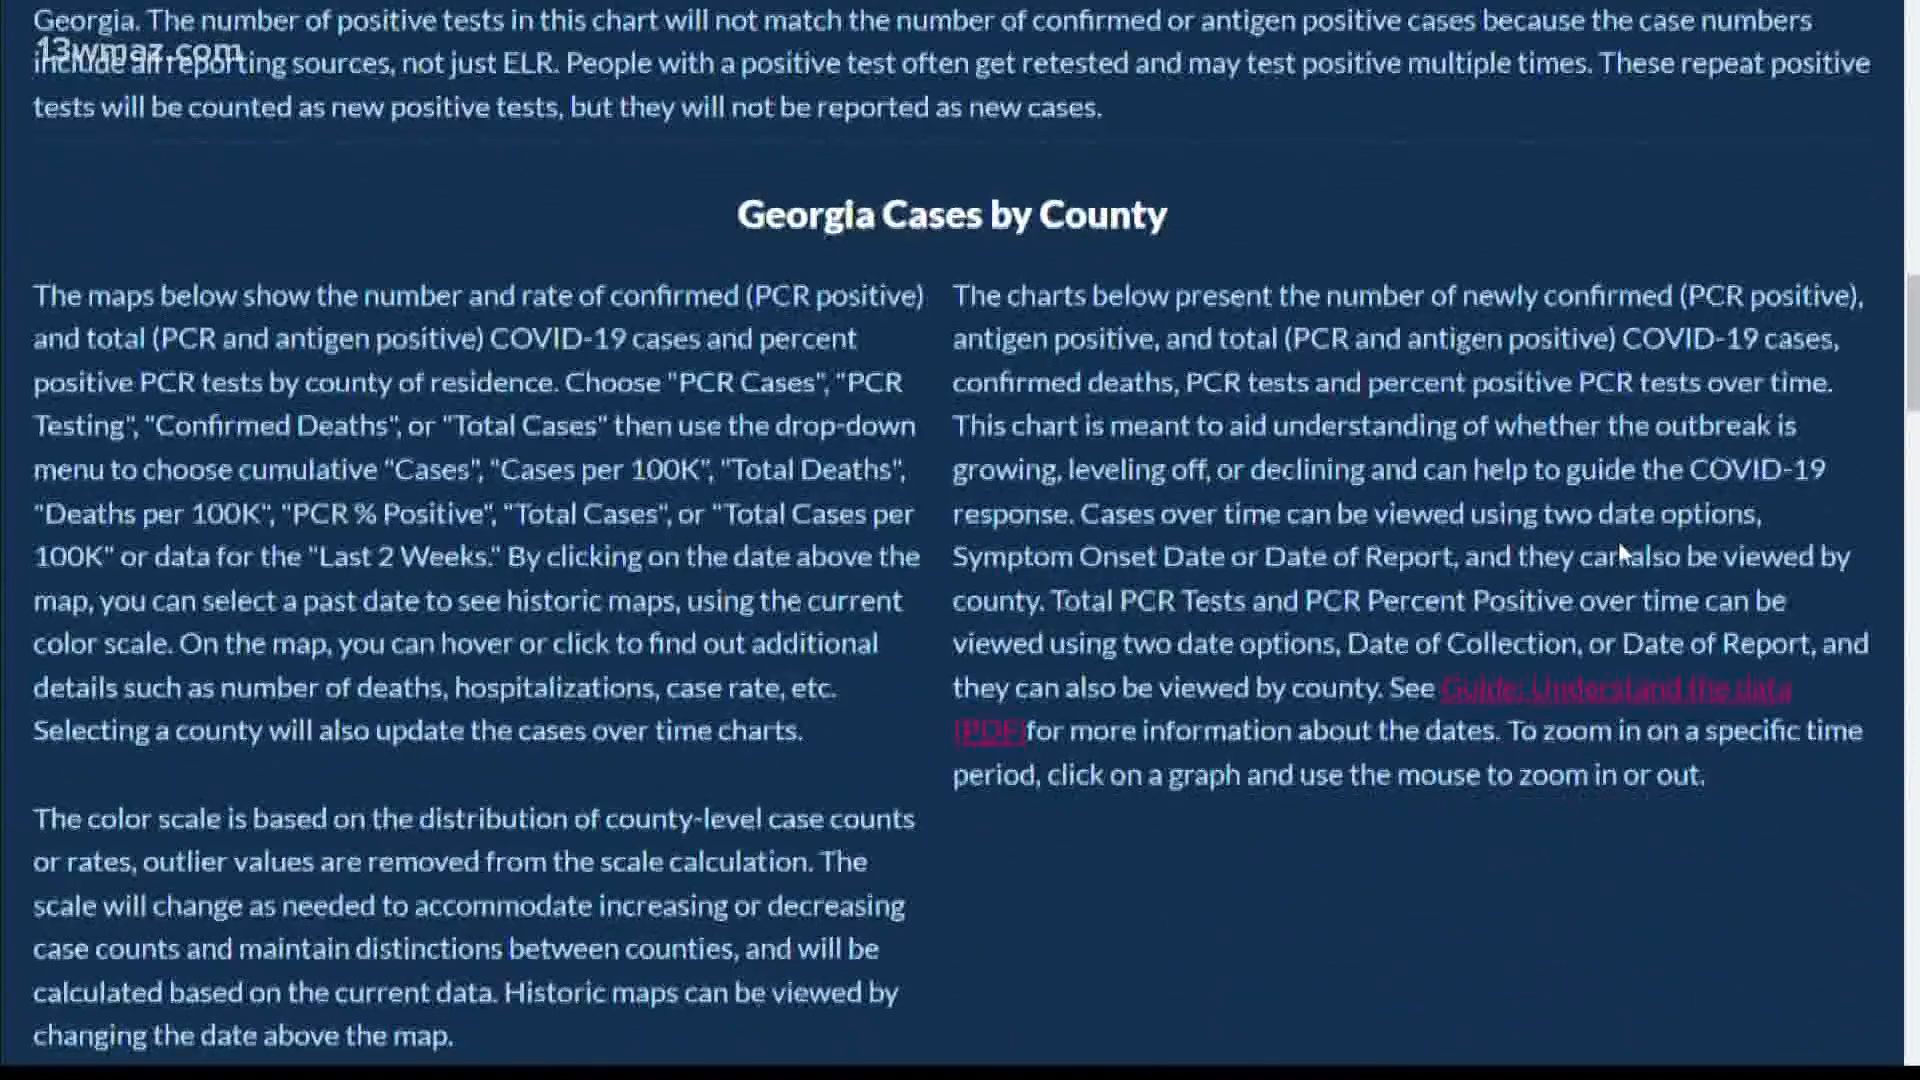 Georgia. The number of positive tests in this chart will not match the number of confirmed or antigen positive cases because the case numbers
13wmaz.com
include all reporting sources, not just ELR. People with a positive test often get retested and may test positive multiple times. These repeat positive
tests will be counted as new positive tests, but they will not be reported as new cases.
Georgia Cases by County
The maps below show the number and rate of confirmed (PCR positive)
and total (PCR and antigen positive) COVID-19 cases and percent
positive PCR tests by county of residence. Choose "PCR Cases", "PCR
Testing", "Confirmed Deaths", or "Total Cases" then use the drop-down
menu to choose cumulative "Cases", "Cases per 100K", "Total Deaths",
"Deaths per 100K", "PCR % Positive", "Total Cases", or "Total Cases per
100K" or data for the "Last 2 Weeks." By clicking on the date above the
map, you can select a past date to see historic maps, using the current
color scale. On the map, you can hover or click to find out additional
details such as number of deaths, hospitalizations, case rate, etc.
Selecting a county will also update the cases over time charts.
The color scale is based on the distribution of county-level case counts
or rates, outlier values are removed from the scale calculation. The
scale will change as needed to accommodate increasing or decreasing
case counts and maintain distinctions between counties, and will be
calculated based on the current data. Historic maps can be viewed by
changing the date above the map.
The charts below present the number of newly confirmed (PCR positive),
antigen positive, and total (PCR and antigen positive) COVID-19 cases,
confirmed deaths, PCR tests and percent positive PCR tests over time.
This chart is meant to aid understanding of whether the outbreak is
growing, leveling off, or declining and can help to guide the COVID-19
response. Cases over time can be viewed using two date options,
Symptom Onset Date or Date of Report, and they can also be viewed by
county. Total PCR Tests and PCR Percent Positive over time can be
viewed using two date options, Date of Collection, or Date of Report, and
they can also be viewed by county. See Guide: Understand the data
(PDF)for more information about the dates. To zoom in on a specific time
period, click on a graph and use the mouse to zoom in or out.